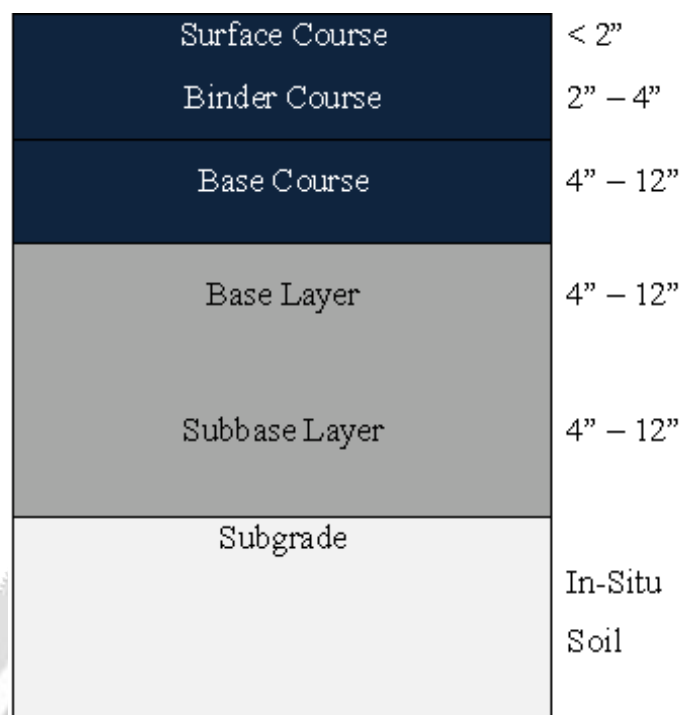 Surface Course < 2”
Binder Course 2” – 4”
Base Course 4” – 12”
Base Layer 4” – 12”
Subbase Layer 4” – 12”
Subgrade
In-Situ
Soil